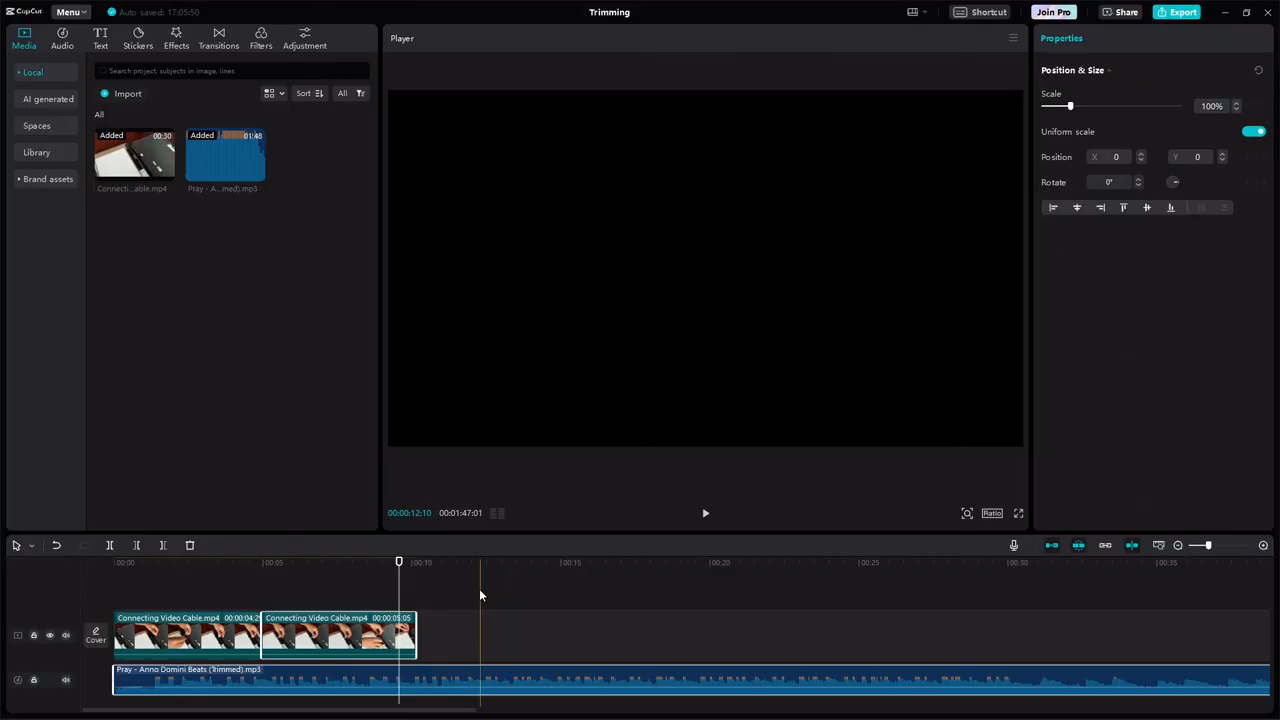 CapCut
Menu
Auto saved: 17:05:50
Trimming
Shortcut
Join Pro
Share
Export
Media
Audio
Text
Stickers
Effects
Transitions
Filters
Adjustment
Local
AI generated
Spaces
Library
Brand assets
Search project, subjects in image, lines
Import
Sort
All
All
Added
00:30
Added
01:48
Connecti...able.mp4
Pray - A...med).mp3
Player
00:00:12:10
00:01:47:01
Ratio
Properties
Position & Size
Scale
100%
Uniform scale
Position
X 0
Y 0
Rotate
0°
00:00
00:05
00:10
00:15
00:20
00:25
00:30
00:35
Cover
Connecting Video Cable.mp4
Connecting Video Cable.mp4 00:00:05:05
Pray - Anno Domini Beats (Trimmed).mp3